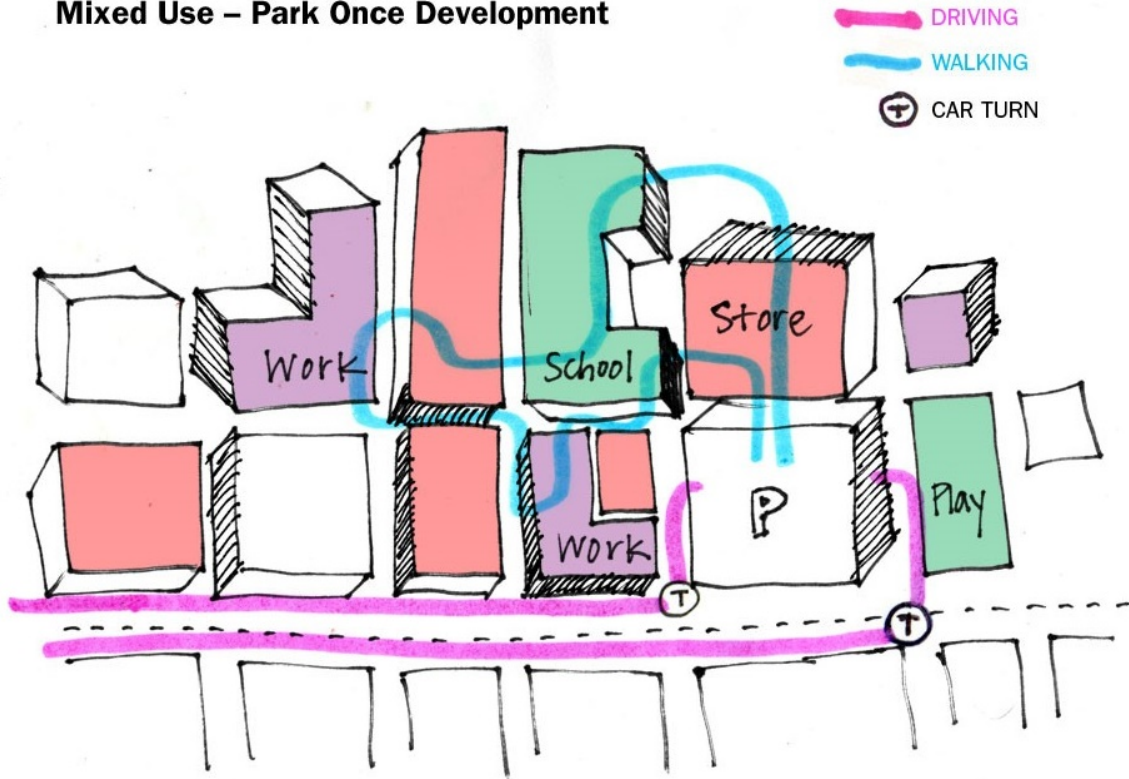 Mixed Use – Park Once Development
DRIVING
WALKING
T CAR TURN
Store
Work
School
P
Play
Work
T
T